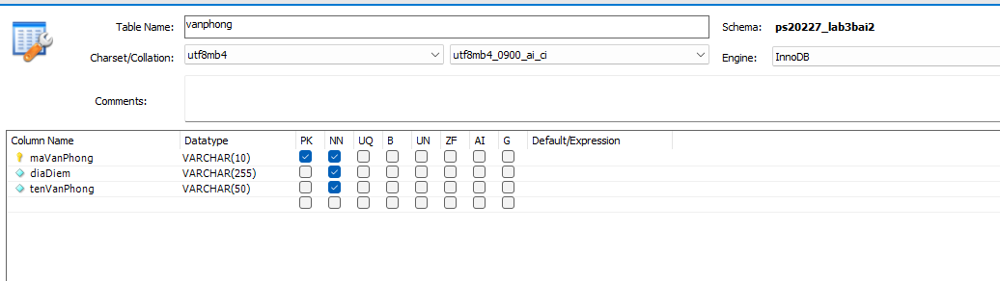 Table Name: vanphong Schema: ps20227_lab3bai2
Charset/Collation: utf8mb4 utf8mb4_0900_ai_ci Engine: InnoDB
Comments:
Column Name Datatype PK NN UQ B UN ZF AI G Default/Expression
maVanPhong VARCHAR(10)
diaDiem VARCHAR(255)
tenVanPhong VARCHAR(50)